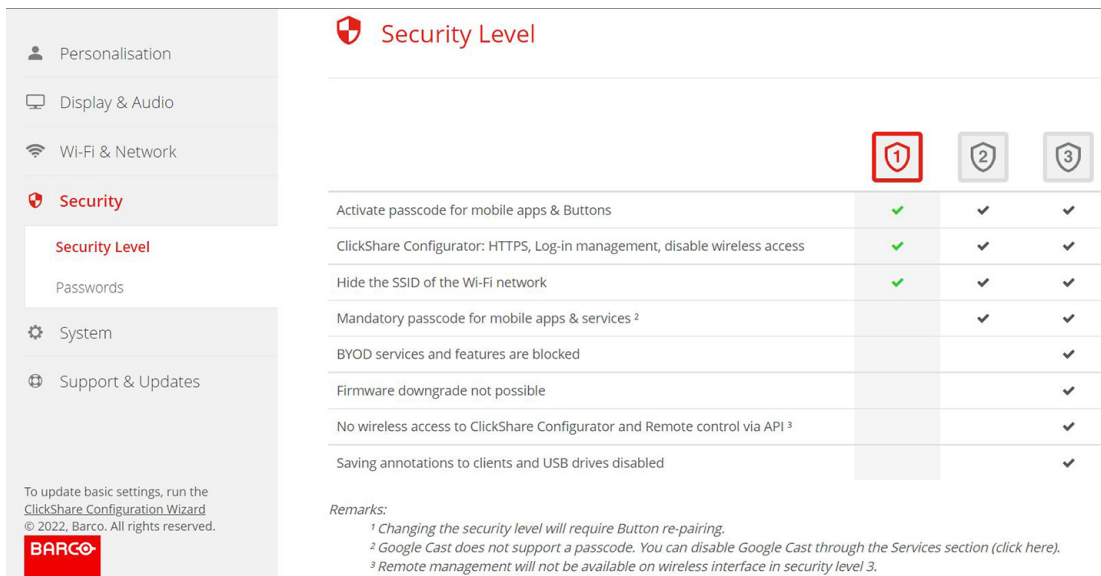 Security Level
Personalisation
Display & Audio
Wi-Fi & Network
Security
Security Level
Passwords
System
Support & Updates
To update basic settings, run the
ClickShare Configuration Wizard
© 2022, Barco. All rights reserved.
BARCO
1 2 3
Activate passcode for mobile apps & Buttons
ClickShare Configurator: HTTPS, Log-in management, disable wireless access
Hide the SSID of the Wi-Fi network
Mandatory passcode for mobile apps & services ²
BYOD services and features are blocked
Firmware downgrade not possible
No wireless access to ClickShare Configurator and Remote control via API ³
Saving annotations to clients and USB drives disabled
Remarks:
¹ Changing the security level will require Button re-pairing.
² Google Cast does not support a passcode. You can disable Google Cast through the Services section (click here).
³ Remote management will not be available on wireless interface in security level 3.